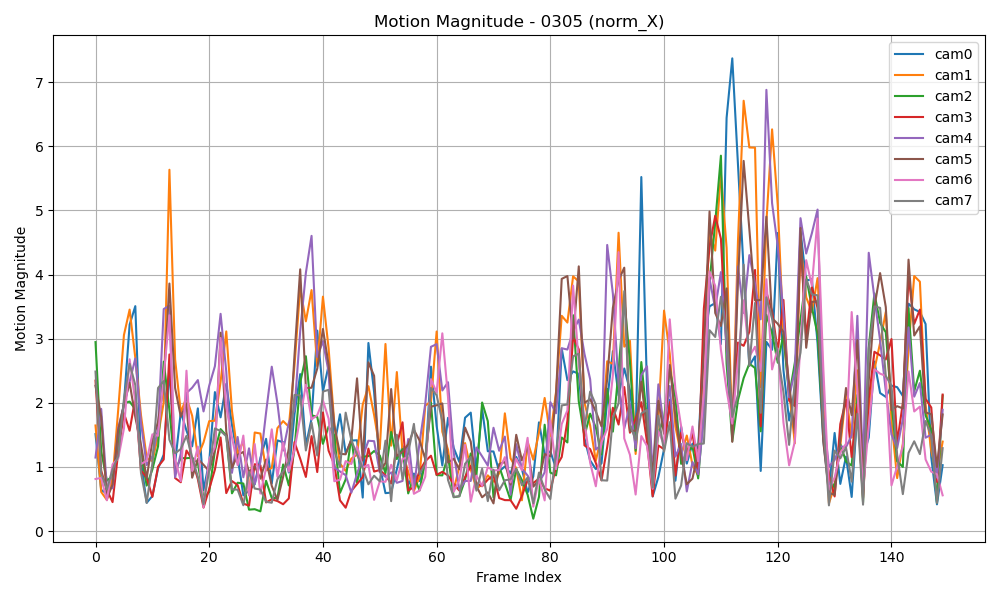 Motion Magnitude - 0305 (norm_X)
Motion Magnitude
7
6
5
4
3
2
1
0
0
20
40
60
80
100
120
140
Frame Index
cam0
cam1
cam2
cam3
cam4
cam5
cam6
cam7